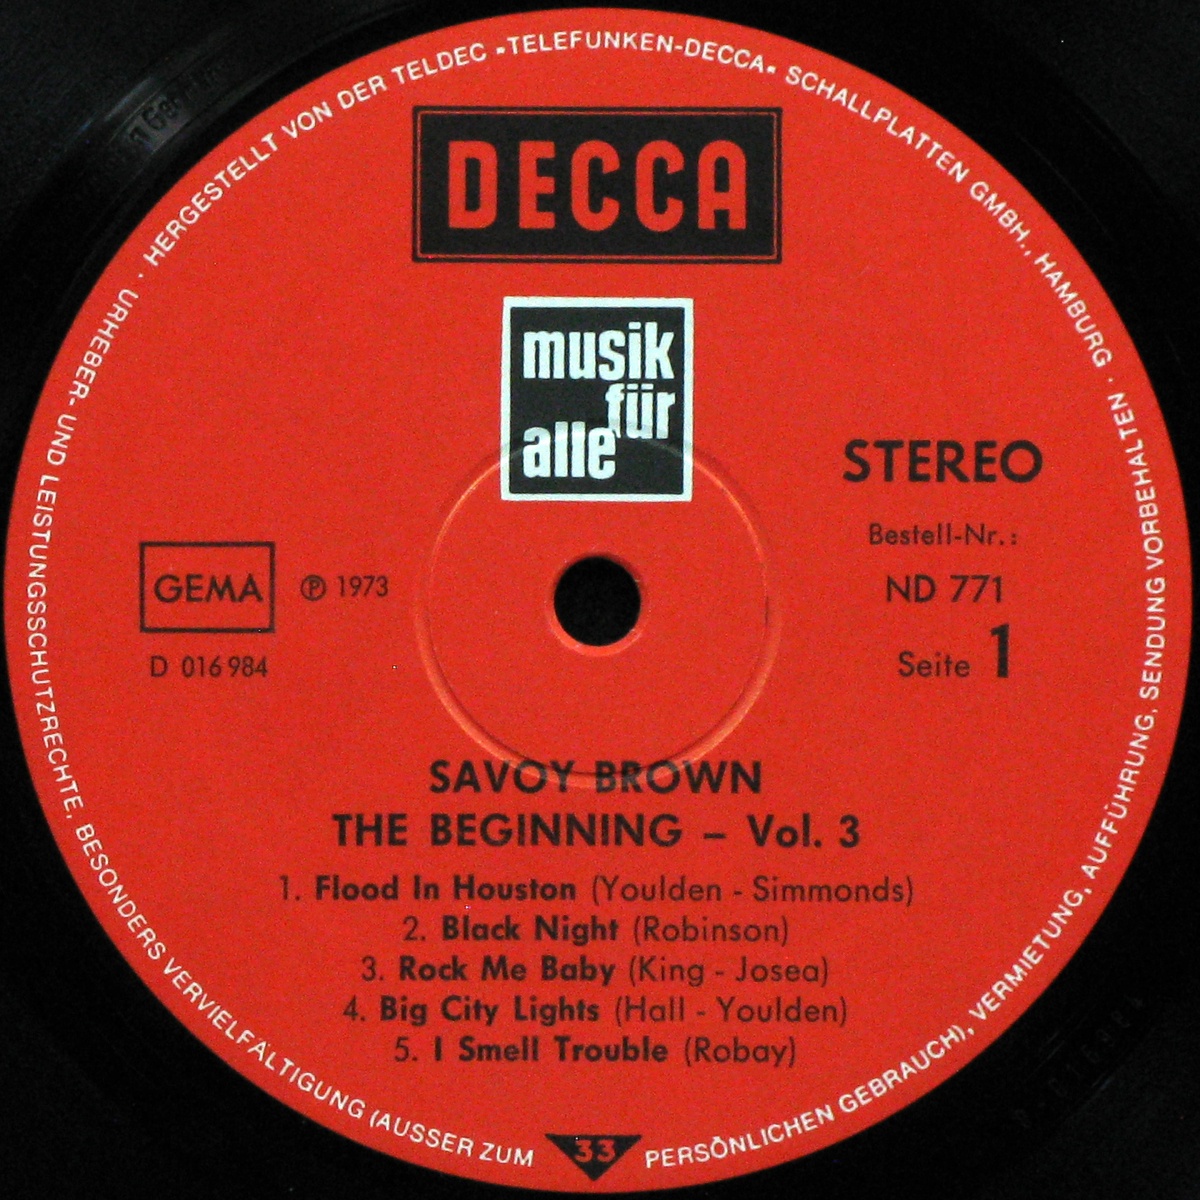 HERGESTELLT VON DER TELDEC •TELEFUNKEN-DECCA• SCHALLPLATTEN GMBH., HAMBURG · URHEBER- UND LEISTUNGSSCHUTZRECHTE, BESONDERS VERVIELFÄLTIGUNG (AUSSER ZUM PERSÖNLICHEN GEBRAUCH), VERMIETUNG, AUFFÜHRUNG, SENDUNG VORBEHALTEN ·
DECCA
musik
für
alle
STEREO
Bestell-Nr.:
ND 771
Seite 1
GEMA
℗ 1973
D 016 984
SAVOY BROWN
THE BEGINNING – Vol. 3
1. Flood In Houston (Youlden - Simmonds)
2. Black Night (Robinson)
3. Rock Me Baby (King - Josea)
4. Big City Lights (Hall - Youlden)
5. I Smell Trouble (Robay)
33